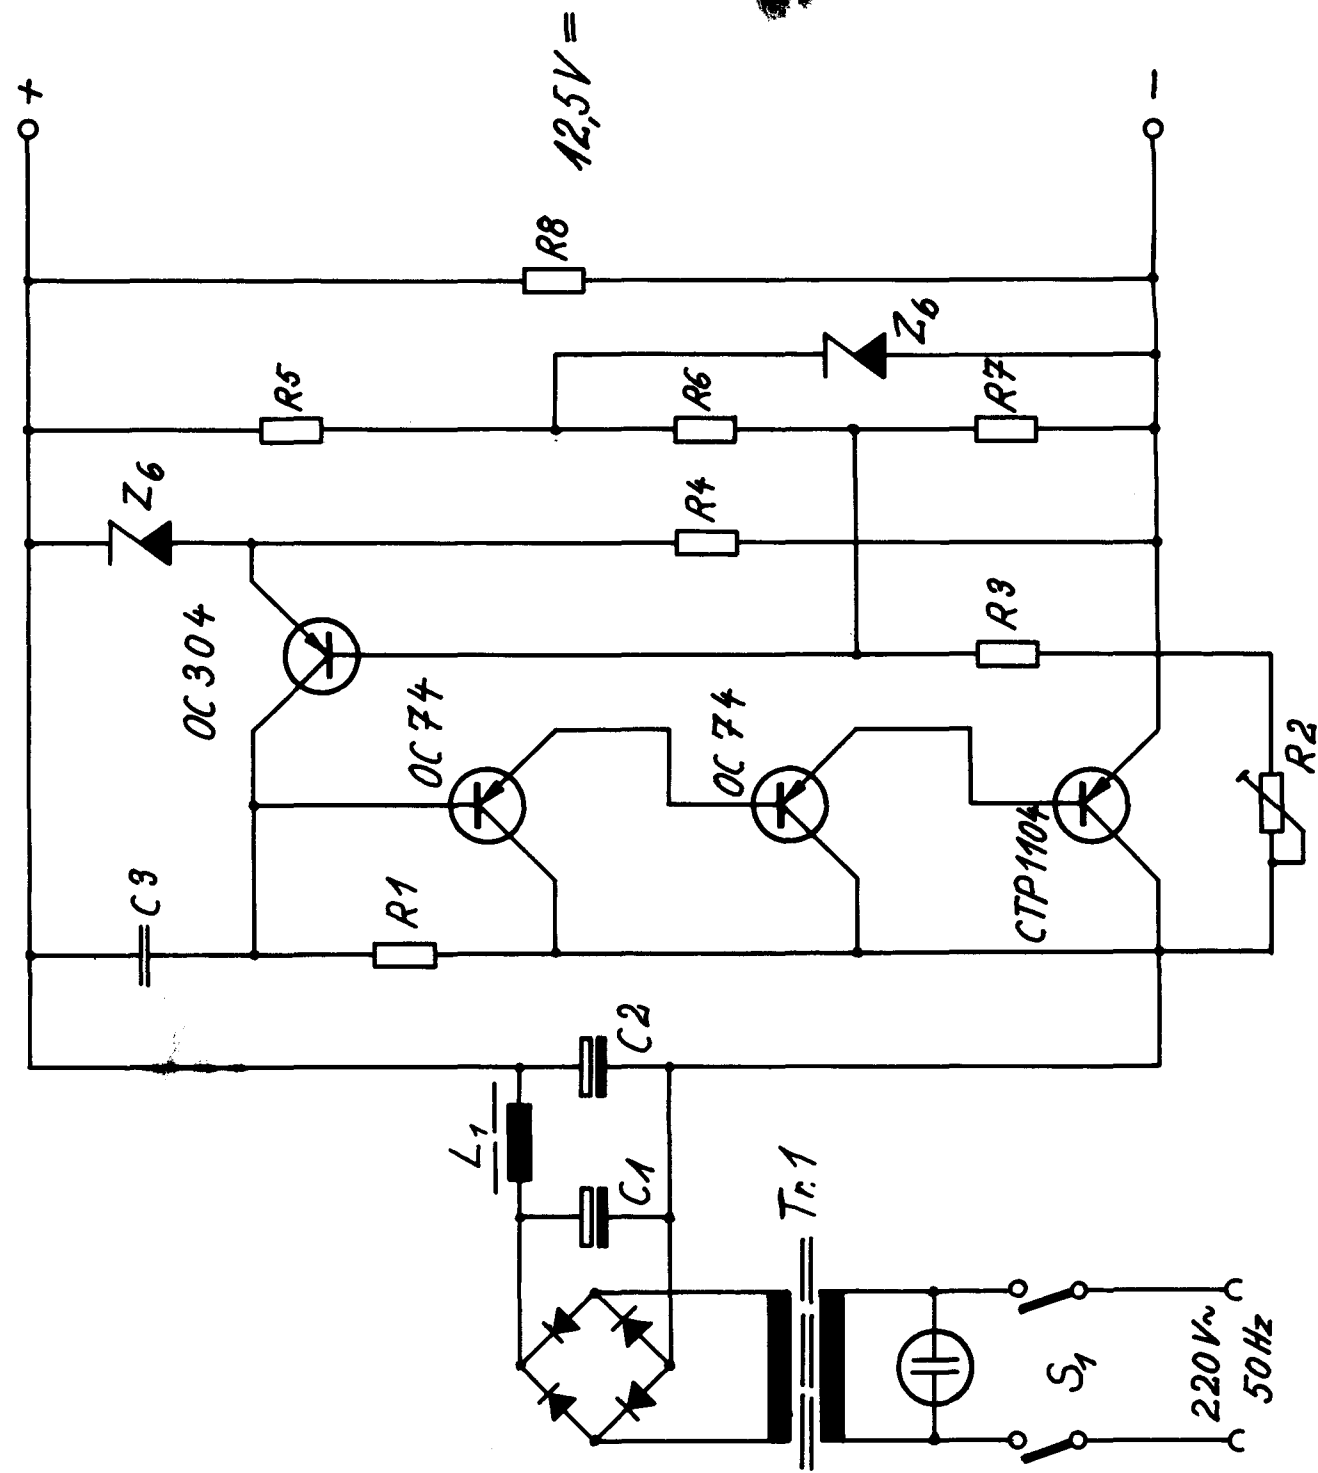 220V~
50Hz
S1
Tr.1
L1
C1
C2
C3
R1
OC 74
OC 74
CTP1104
R2
OC 304
R3
Z6
R4
R5
R6
R7
Z6
R8
12,5V =
+
-